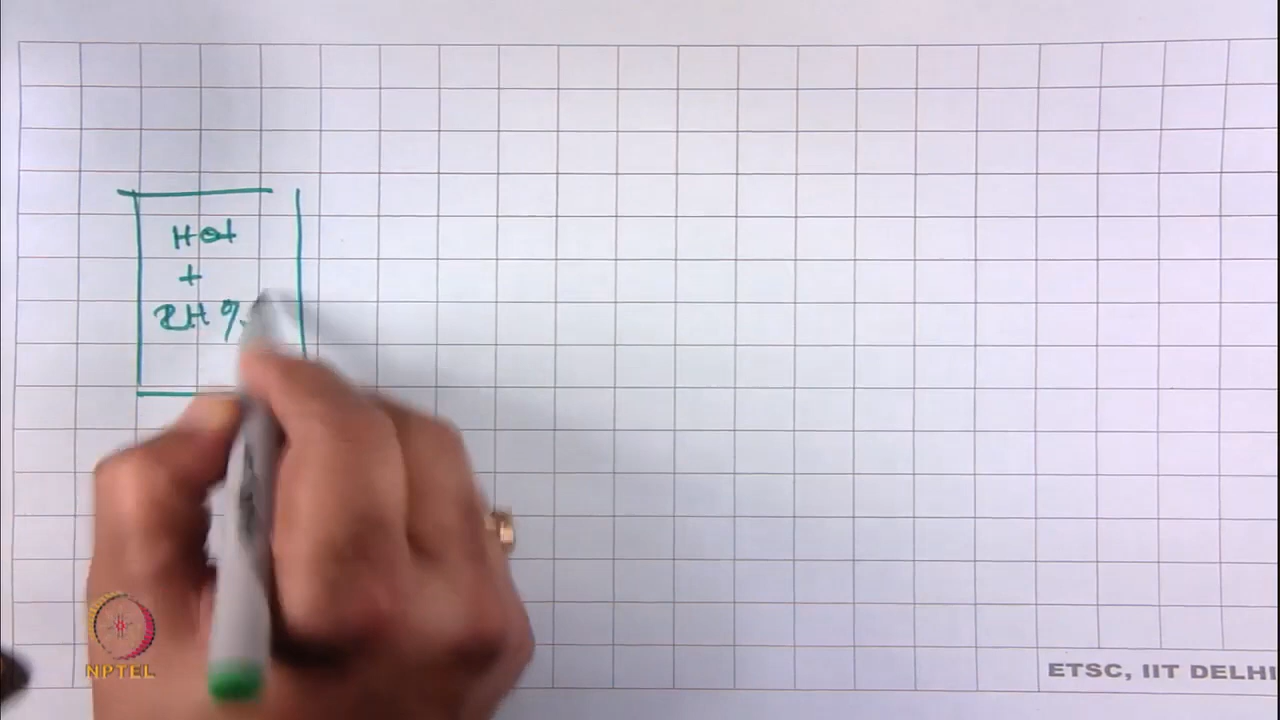 Hot
+
RH %
NPTEL
ETSC, IIT DELHI